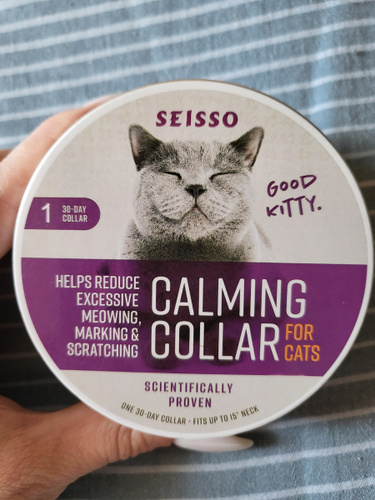 SEISSO
GOOD
KITTY.
1 30-DAY
COLLAR
HELPS REDUCE
EXCESSIVE
MEOWING,
MARKING &
SCRATCHING
CALMING
COLLAR FOR
CATS
SCIENTIFICALLY
PROVEN
ONE 30-DAY COLLAR · FITS UP TO 15" NECK